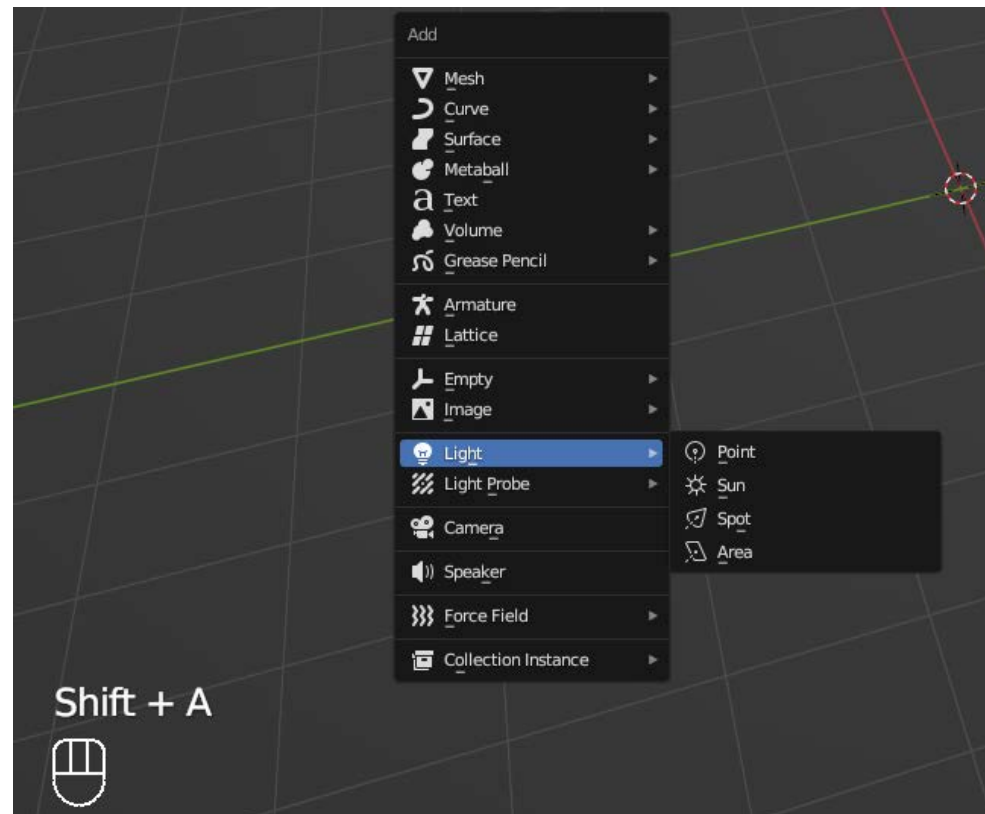 Add
Mesh
Curve
Surface
Metaball
Text
Volume
Grease Pencil
Armature
Lattice
Empty
Image
Light
Light Probe
Camera
Speaker
Force Field
Collection Instance
Point
Sun
Spot
Area
Shift + A